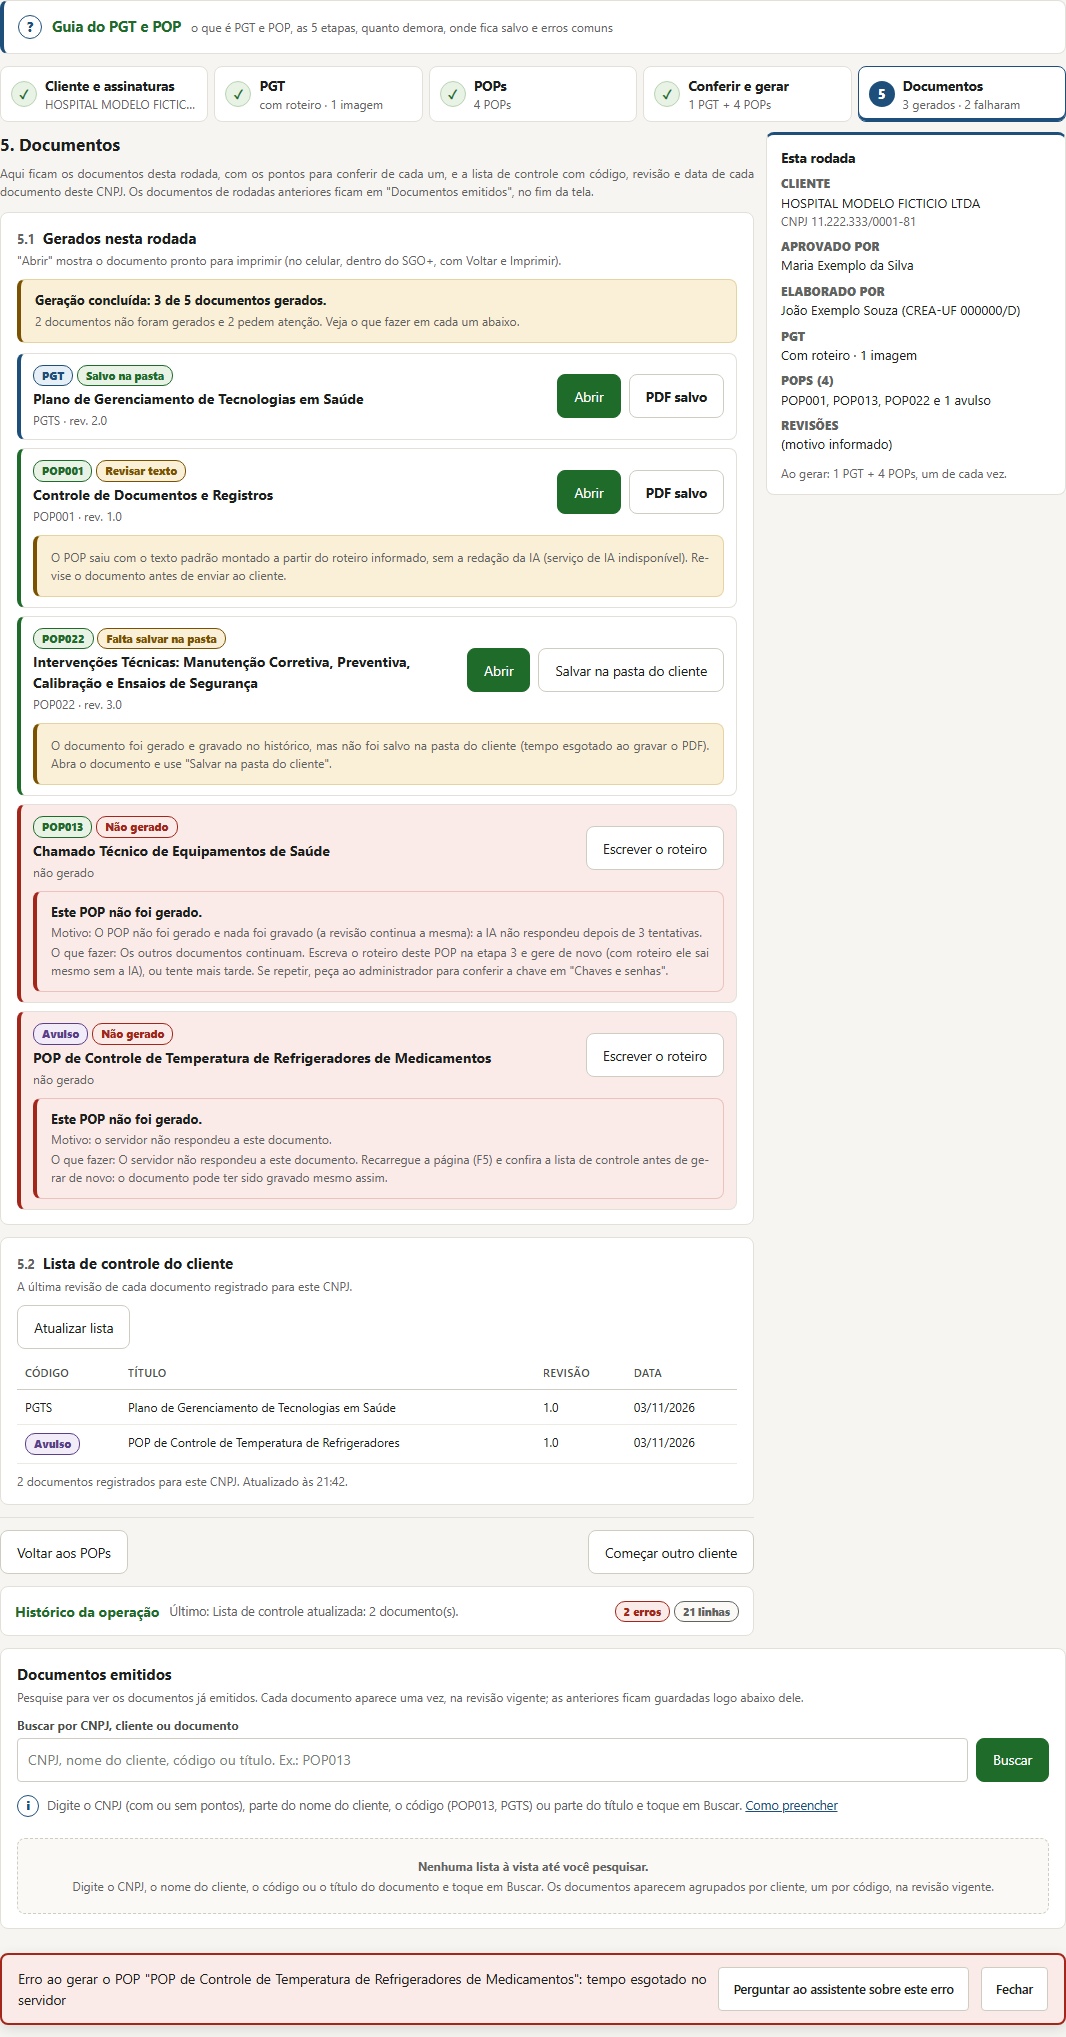 ? Guia do PGT e POP o que é PGT e POP, as 5 etapas, quanto demora, onde fica salvo e erros comuns
✓ Cliente e assinaturas
HOSPITAL MODELO FICTIC...
✓ PGT
com roteiro · 1 imagem
✓ POPs
4 POPs
✓ Conferir e gerar
1 PGT + 4 POPs
5 Documentos
3 gerados · 2 falharam
5. Documentos
Aqui ficam os documentos desta rodada, com os pontos para conferir de cada um, e a lista de controle com código, revisão e data de cada
documento deste CNPJ. Os documentos de rodadas anteriores ficam em "Documentos emitidos", no fim da tela.
5.1 Gerados nesta rodada
"Abrir" mostra o documento pronto para imprimir (no celular, dentro do SGO+, com Voltar e Imprimir).
Geração concluída: 3 de 5 documentos gerados.
2 documentos não foram gerados e 2 pedem atenção. Veja o que fazer em cada um abaixo.
PGT Salvo na pasta
Plano de Gerenciamento de Tecnologias em Saúde
PGTS · rev. 2.0
Abrir PDF salvo
POP001 Revisar texto
Controle de Documentos e Registros
POP001 · rev. 1.0
Abrir PDF salvo
O POP saiu com o texto padrão montado a partir do roteiro informado, sem a redação da IA (serviço de IA indisponível). Re-
vise o documento antes de enviar ao cliente.
POP022 Falta salvar na pasta
Intervenções Técnicas: Manutenção Corretiva, Preventiva,
Calibração e Ensaios de Segurança
POP022 · rev. 3.0
Abrir Salvar na pasta do cliente
O documento foi gerado e gravado no histórico, mas não foi salvo na pasta do cliente (tempo esgotado ao gravar o PDF).
Abra o documento e use "Salvar na pasta do cliente".
POP013 Não gerado
Chamado Técnico de Equipamentos de Saúde
não gerado
Escrever o roteiro
Este POP não foi gerado.
Motivo: O POP não foi gerado e nada foi gravado (a revisão continua a mesma): a IA não respondeu depois de 3 tentativas.
O que fazer: Os outros documentos continuam. Escreva o roteiro deste POP na etapa 3 e gere de novo (com roteiro ele sai
mesmo sem a IA), ou tente mais tarde. Se repetir, peça ao administrador para conferir a chave em "Chaves e senhas".
Avulso Não gerado
POP de Controle de Temperatura de Refrigeradores de Medicamentos
não gerado
Escrever o roteiro
Este POP não foi gerado.
Motivo: o servidor não respondeu a este documento.
O que fazer: O servidor não respondeu a este documento. Recarregue a página (F5) e confira a lista de controle antes de ge-
rar de novo: o documento pode ter sido gravado mesmo assim.
Esta rodada
CLIENTE
HOSPITAL MODELO FICTICIO LTDA
CNPJ 11.222.333/0001-81
APROVADO POR
Maria Exemplo da Silva
ELABORADO POR
João Exemplo Souza (CREA-UF 000000/D)
PGT
Com roteiro · 1 imagem
POPS (4)
POP001, POP013, POP022 e 1 avulso
REVISÕES
(motivo informado)
Ao gerar: 1 PGT + 4 POPs, um de cada vez.
5.2 Lista de controle do cliente
A última revisão de cada documento registrado para este CNPJ.
Atualizar lista
CÓDIGO TÍTULO REVISÃO DATA
PGTS Plano de Gerenciamento de Tecnologias em Saúde 1.0 03/11/2026
Avulso POP de Controle de Temperatura de Refrigeradores 1.0 03/11/2026
2 documentos registrados para este CNPJ. Atualizado às 21:42.
Voltar aos POPs Começar outro cliente
Histórico da operação Último: Lista de controle atualizada: 2 documento(s). 2 erros 21 linhas
Documentos emitidos
Pesquise para ver os documentos já emitidos. Cada documento aparece uma vez, na revisão vigente; as anteriores ficam guardadas logo abaixo dele.
Buscar por CNPJ, cliente ou documento
CNPJ, nome do cliente, código ou título. Ex.: POP013 Buscar
i Digite o CNPJ (com ou sem pontos), parte do nome do cliente, o código (POP013, PGTS) ou parte do título e toque em Buscar. Como preencher
Nenhuma lista à vista até você pesquisar.
Digite o CNPJ, o nome do cliente, o código ou o título do documento e toque em Buscar. Os documentos aparecem agrupados por cliente, um por código, na revisão vigente.
Erro ao gerar o POP "POP de Controle de Temperatura de Refrigeradores de Medicamentos": tempo esgotado no
servidor
Perguntar ao assistente sobre este erro Fechar